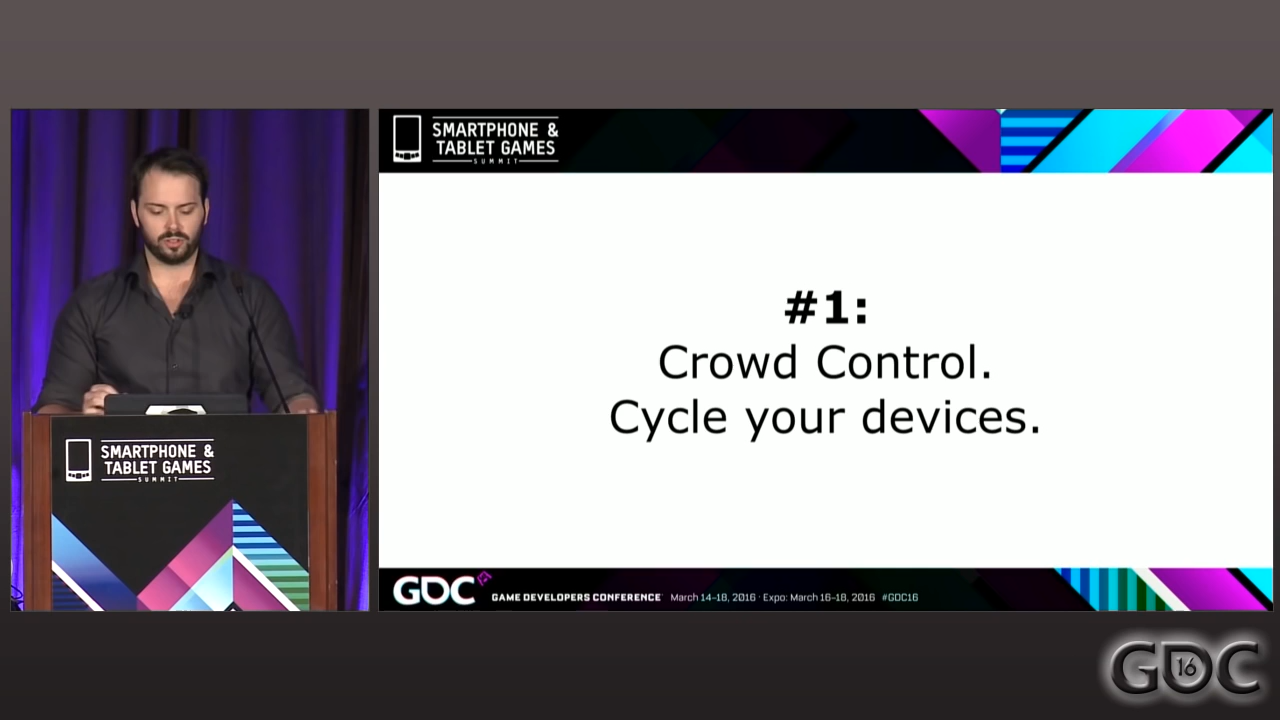 SMARTPHONE &
TABLET GAMES
SUMMIT
#1:
Crowd Control.
Cycle your devices.
SMARTPHONE &
TABLET GAMES
SUMMIT
GDC GAME DEVELOPERS CONFERENCE March 14-18, 2016 · Expo: March 16-18, 2016 #GDC16
GDC 16